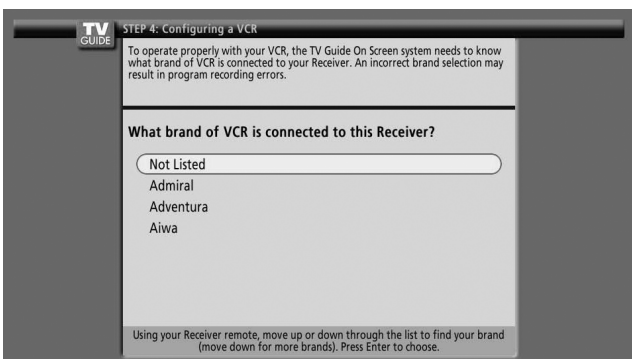 TV
GUIDE
STEP 4: Configuring a VCR
To operate properly with your VCR, the TV Guide On Screen system needs to know
what brand of VCR is connected to your Receiver. An incorrect brand selection may
result in program recording errors.
What brand of VCR is connected to this Receiver?
Not Listed
Admiral
Adventura
Aiwa
Using your Receiver remote, move up or down through the list to find your brand
(move down for more brands). Press Enter to choose.